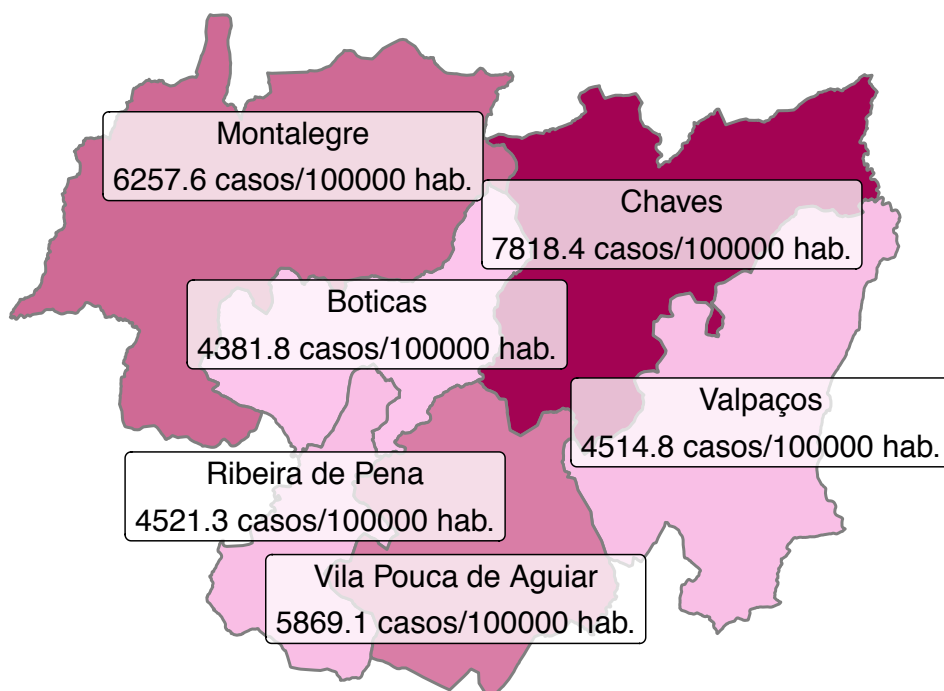 Montalegre
6257.6 casos/100000 hab.
Chaves
7818.4 casos/100000 hab.
Boticas
4381.8 casos/100000 hab.
Valpaços
4514.8 casos/100000 hab.
Ribeira de Pena
4521.3 casos/100000 hab.
Vila Pouca de Aguiar
5869.1 casos/100000 hab.